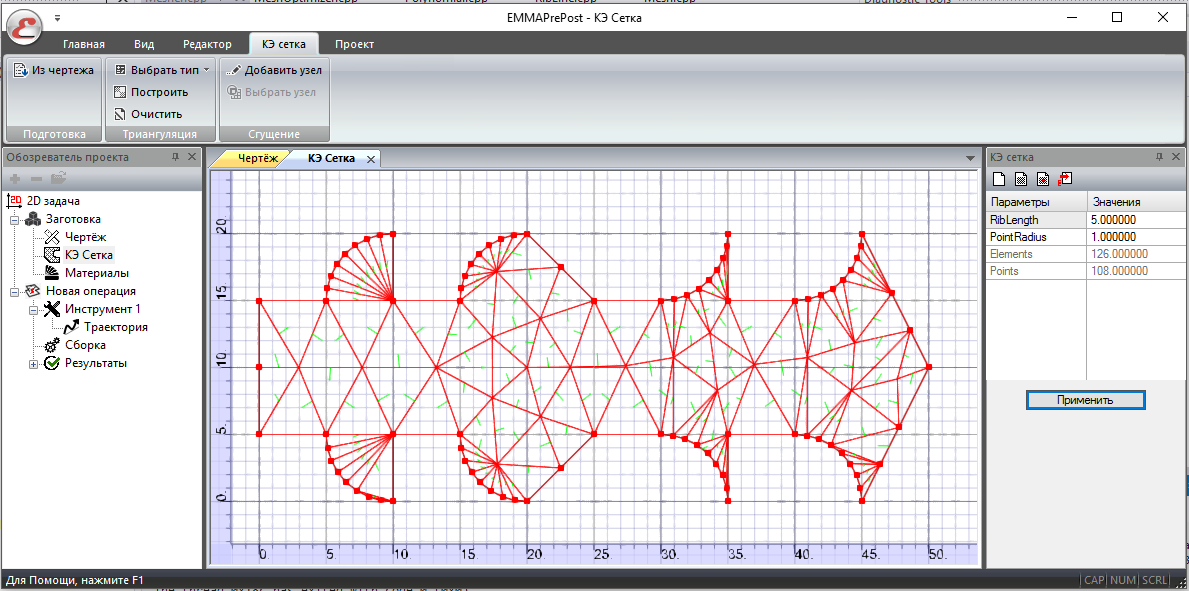 EMMAPrePost - КЭ Сетка
Главная Вид Редактор КЭ сетка Проект
Из чертежа
Выбрать тип
Построить
Очистить
Добавить узел
Выбрать узел
Подготовка Триангуляция Сгущение
Обозреватель проекта
2D задача
Заготовка
Чертёж
КЭ Сетка
Материалы
Новая операция
Инструмент 1
Траектория
Сборка
Результаты
Чертёж КЭ Сетка
20
15
10
5.
0.
0. 5. 10. 15. 20 25. 30. 35. 40. 45. 50.
КЭ сетка
Параметры Значения
RibLength 5.000000
PointRadius 1.000000
Elements 126.000000
Points 108.000000
Применить
Для Помощи, нажмите F1
CAP NUM SCRL